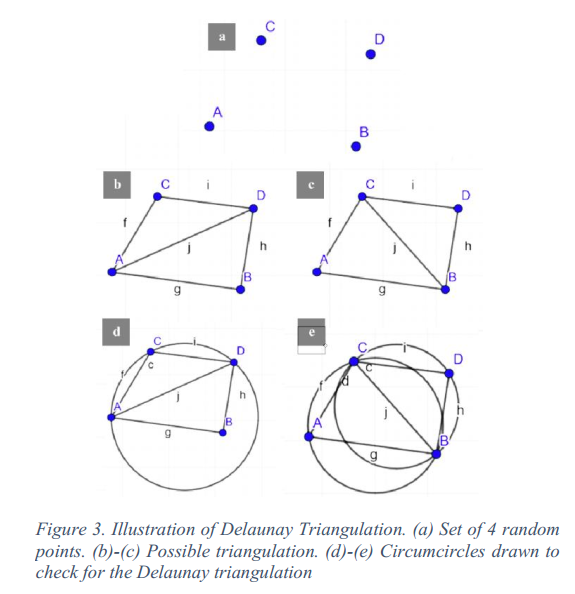 a
C
D
A
B
b
C
i
D
f
A
j
h
B
g
c
C
i
D
f
A
j
h
B
g
d
C
i
D
f
c
A
j
h
B
g
e
C
i
D
f
d
c
A
j
h
B
g
Figure 3. Illustration of Delaunay Triangulation. (a) Set of 4 random
points. (b)-(c) Possible triangulation. (d)-(e) Circumcircles drawn to
check for the Delaunay triangulation